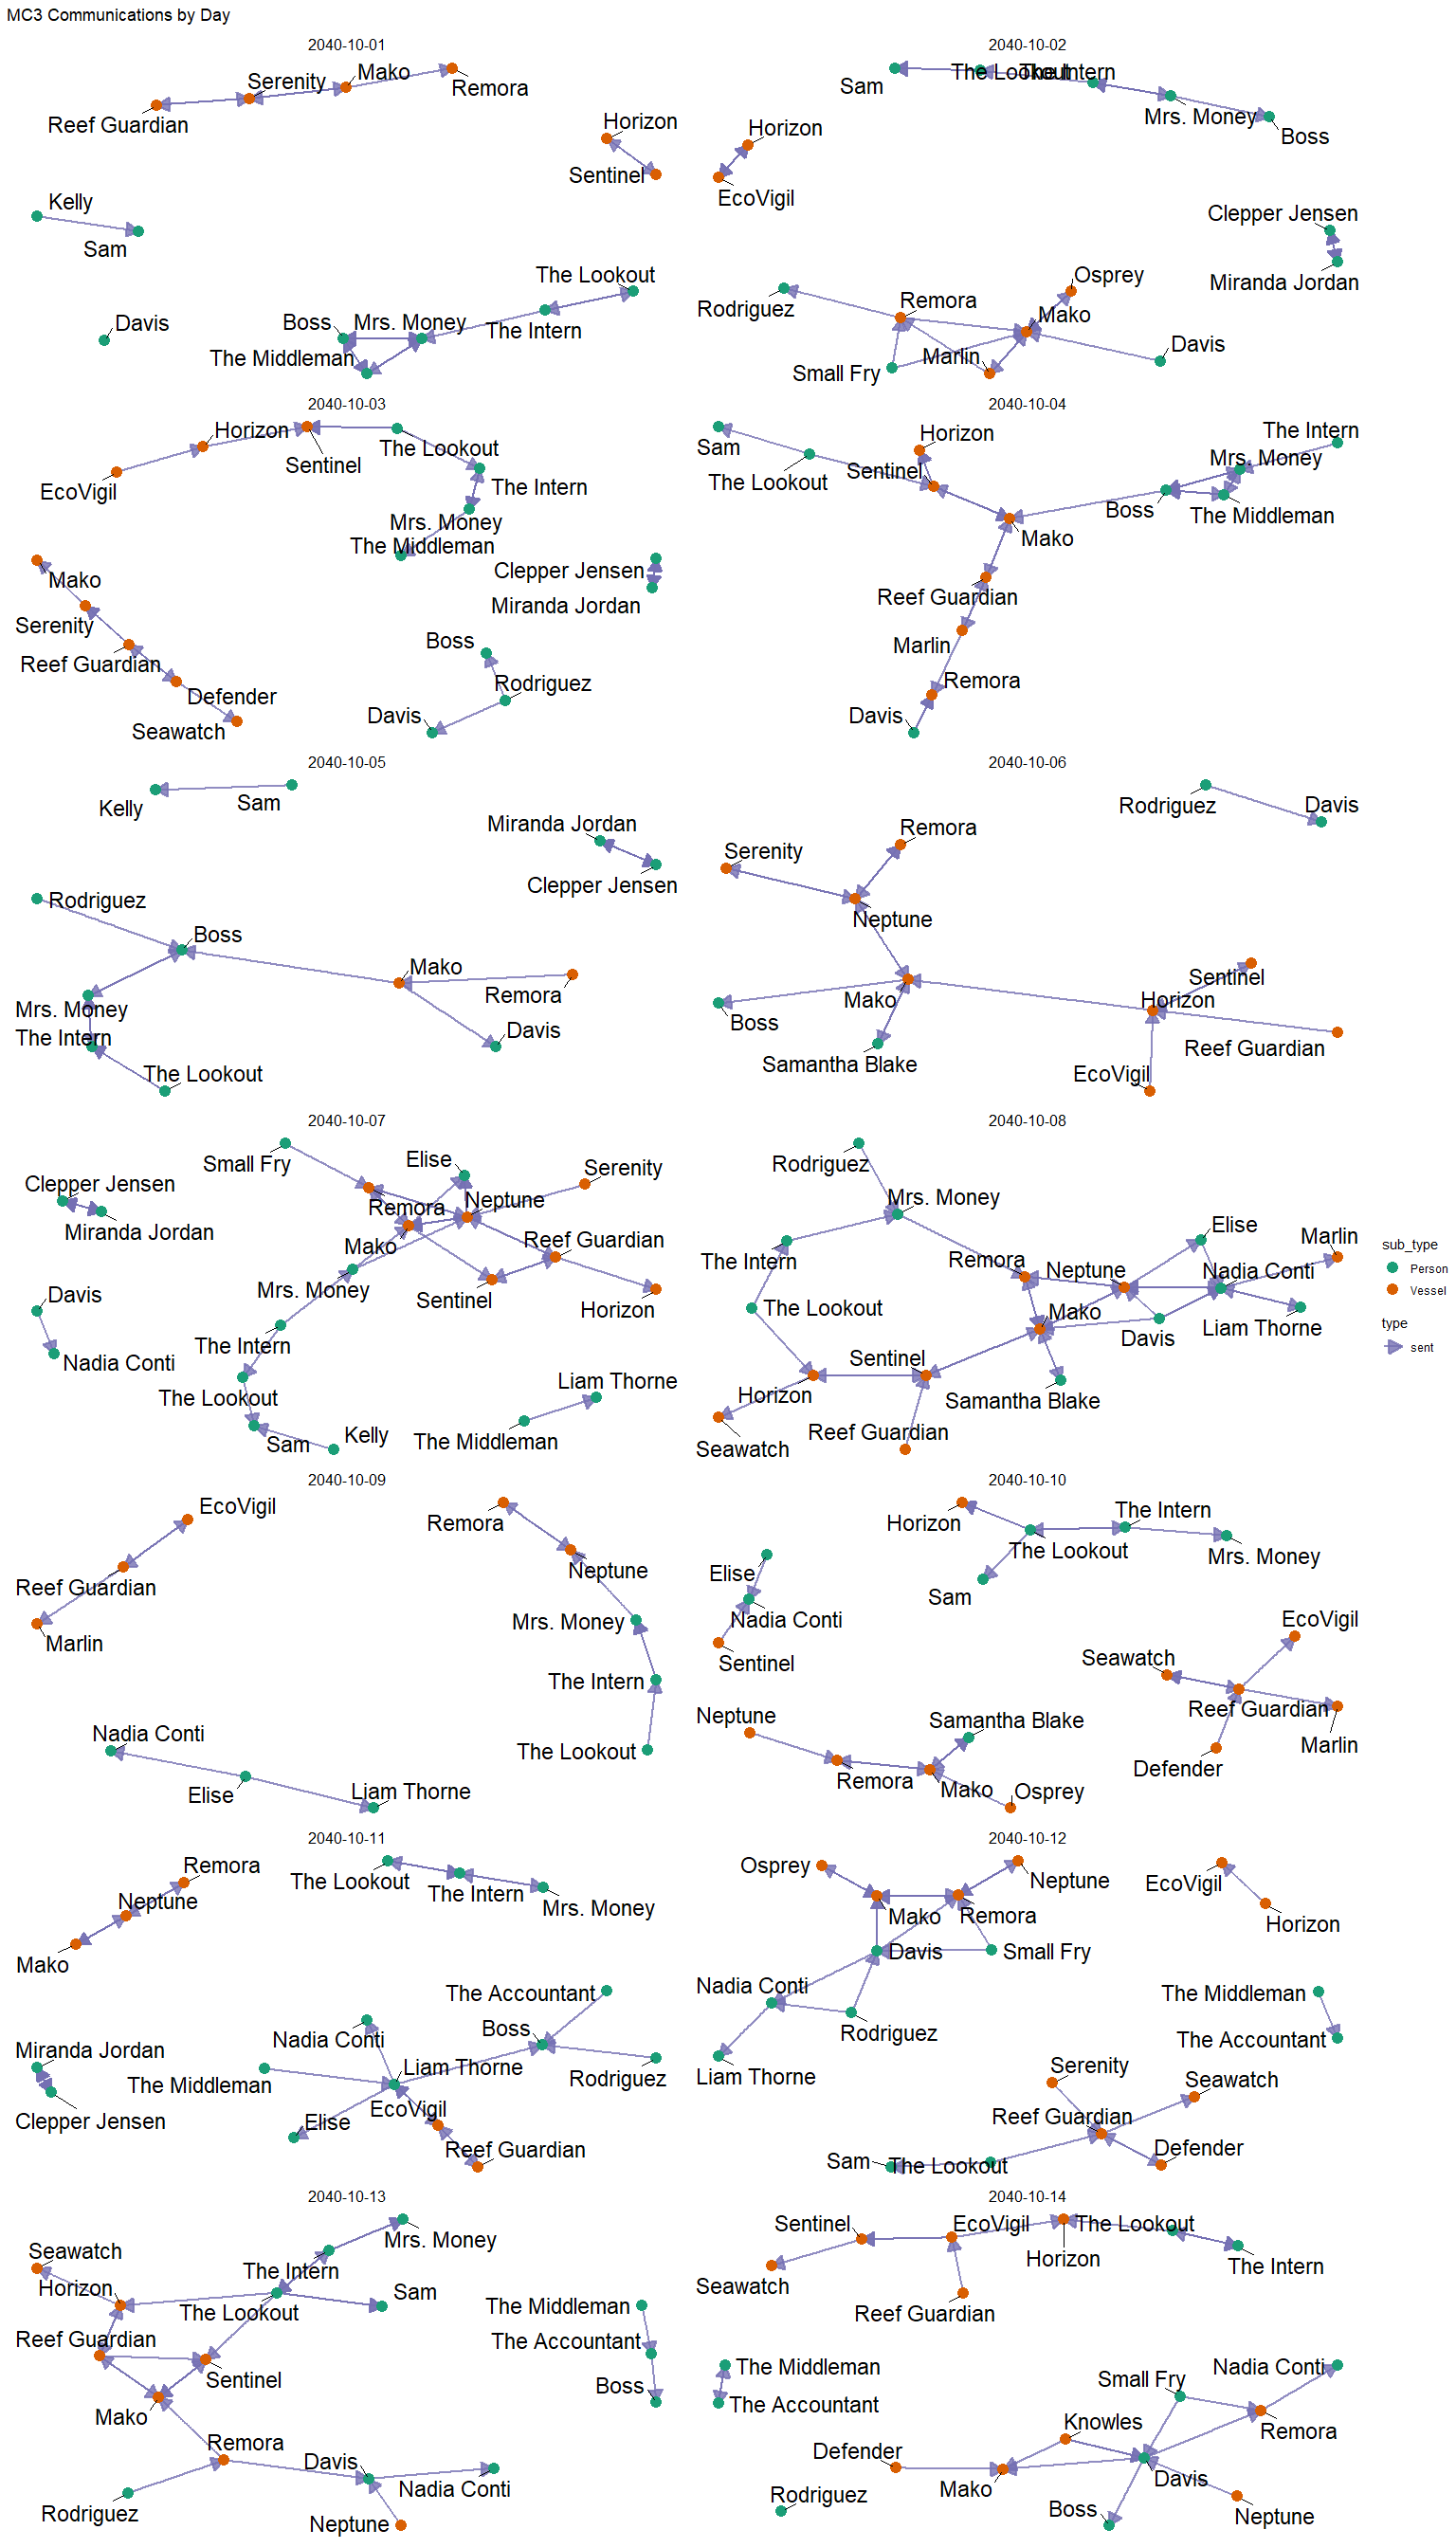 MC3 Communications by Day
2040-10-01
Mako
Serenity
Remora
Reef Guardian
Horizon
Sentinel
Kelly
Sam
The Lookout
Davis
Boss
Mrs. Money
The Intern
The Middleman
2040-10-02
Sam
The Lookout
The Intern
Mrs. Money
Boss
Horizon
EcoVigil
Clepper Jensen
Miranda Jordan
Osprey
Rodriguez
Remora
Mako
Davis
Marlin
Small Fry
2040-10-03
Horizon
The Lookout
Sentinel
EcoVigil
The Intern
Mrs. Money
The Middleman
Mako
Clepper Jensen
Miranda Jordan
Serenity
Boss
Reef Guardian
Rodriguez
Defender
Davis
Seawatch
2040-10-04
Horizon
The Intern
Sam
Mrs. Money
Sentinel
The Lookout
Boss
The Middleman
Mako
Reef Guardian
Marlin
Remora
Davis
2040-10-05
Kelly
Sam
Miranda Jordan
Clepper Jensen
Rodriguez
Boss
Mako
Remora
Mrs. Money
Davis
The Intern
The Lookout
2040-10-06
Rodriguez
Davis
Remora
Serenity
Neptune
Sentinel
Mako
Horizon
Boss
Reef Guardian
Samantha Blake
EcoVigil
2040-10-07
Small Fry
Elise
Serenity
Clepper Jensen
Remora
Neptune
Miranda Jordan
Reef Guardian
Mako
Mrs. Money
Davis
Sentinel
Horizon
The Intern
Nadia Conti
Liam Thorne
The Lookout
The Middleman
Sam
Kelly
2040-10-08
Rodriguez
Mrs. Money
Elise
Marlin
The Intern
Remora
Neptune
Nadia Conti
The Lookout
Mako
Davis
Liam Thorne
Sentinel
Horizon
Samantha Blake
Reef Guardian
Seawatch
sub_type
Person
Vessel
type
sent
2040-10-09
EcoVigil
Remora
Neptune
Reef Guardian
Mrs. Money
Marlin
The Intern
Nadia Conti
The Lookout
Elise
Liam Thorne
2040-10-10
The Intern
Horizon
The Lookout
Mrs. Money
Elise
Sam
Nadia Conti
EcoVigil
Sentinel
Seawatch
Reef Guardian
Neptune
Samantha Blake
Marlin
Defender
Remora
Mako
Osprey
2040-10-11
Remora
The Lookout
Neptune
The Intern
Mrs. Money
Mako
The Accountant
Boss
Nadia Conti
Miranda Jordan
Liam Thorne
The Middleman
Rodriguez
EcoVigil
Clepper Jensen
Elise
Reef Guardian
2040-10-12
Osprey
Neptune
EcoVigil
Mako
Remora
Horizon
Davis
Small Fry
Nadia Conti
The Middleman
Rodriguez
The Accountant
Liam Thorne
Serenity
Seawatch
Reef Guardian
Defender
Sam
The Lookout
2040-10-13
Mrs. Money
Seawatch
The Intern
Horizon
Sam
The Lookout
The Middleman
Reef Guardian
The Accountant
Sentinel
Boss
Mako
Remora
Davis
Nadia Conti
Rodriguez
Neptune
2040-10-14
Sentinel
EcoVigil
The Lookout
Horizon
The Intern
Seawatch
Reef Guardian
The Middleman
Nadia Conti
Small Fry
The Accountant
Knowles
Remora
Defender
Davis
Mako
Rodriguez
Boss
Neptune